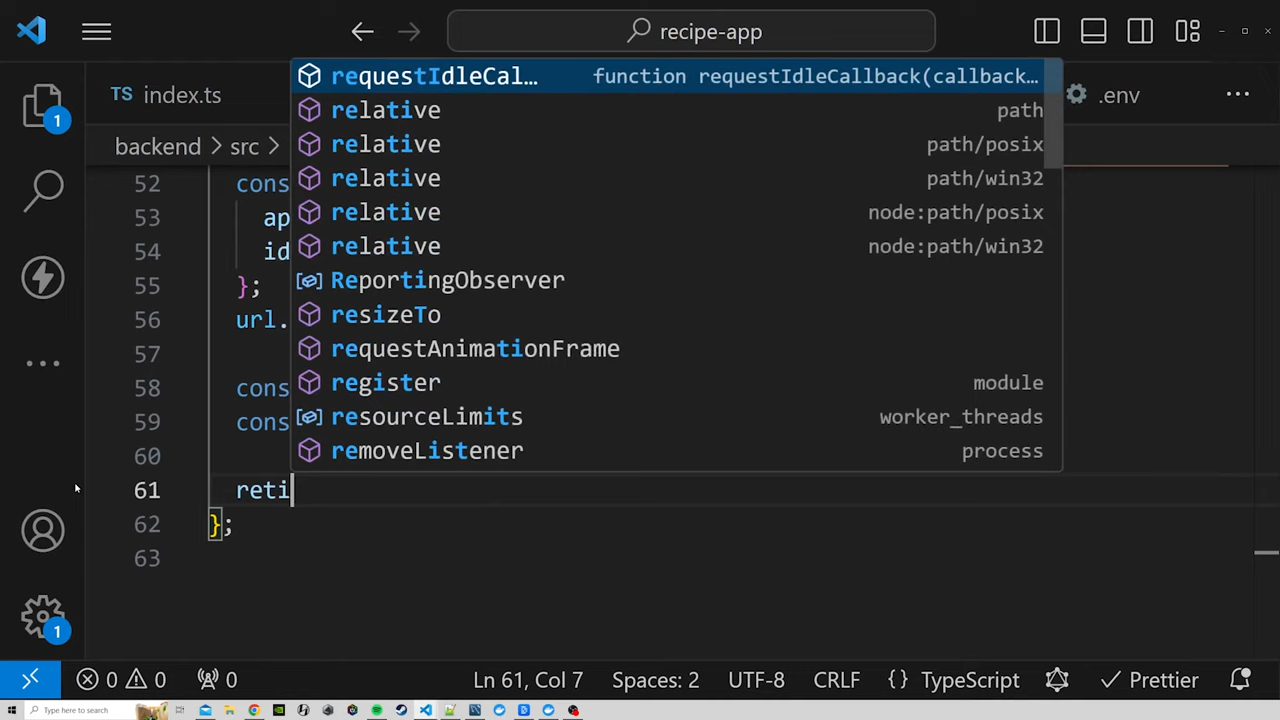 recipe-app
TS index.ts
.env
backend > src >
requestIdleCal… function requestIdleCallback(callback…
relative path
relative path/posix
relative path/win32
relative node:path/posix
relative node:path/win32
ReportingObserver
resizeTo
requestAnimationFrame
register module
resourceLimits worker_threads
removeListener process
52 cons
53 ap
54 id
55 };
56 url.
57
58 cons
59 cons
60
61 reti
62 };
63
1
1
0 0 0 Ln 61, Col 7 Spaces: 2 UTF-8 CRLF {} TypeScript Prettier
Type here to search